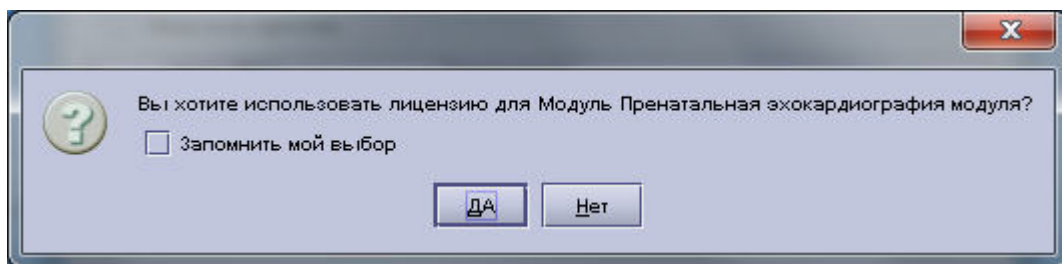 Вы хотите использовать лицензию для Модуль Пренатальная эхокардиография модуля?
Запомнить мой выбор
ДА Нет